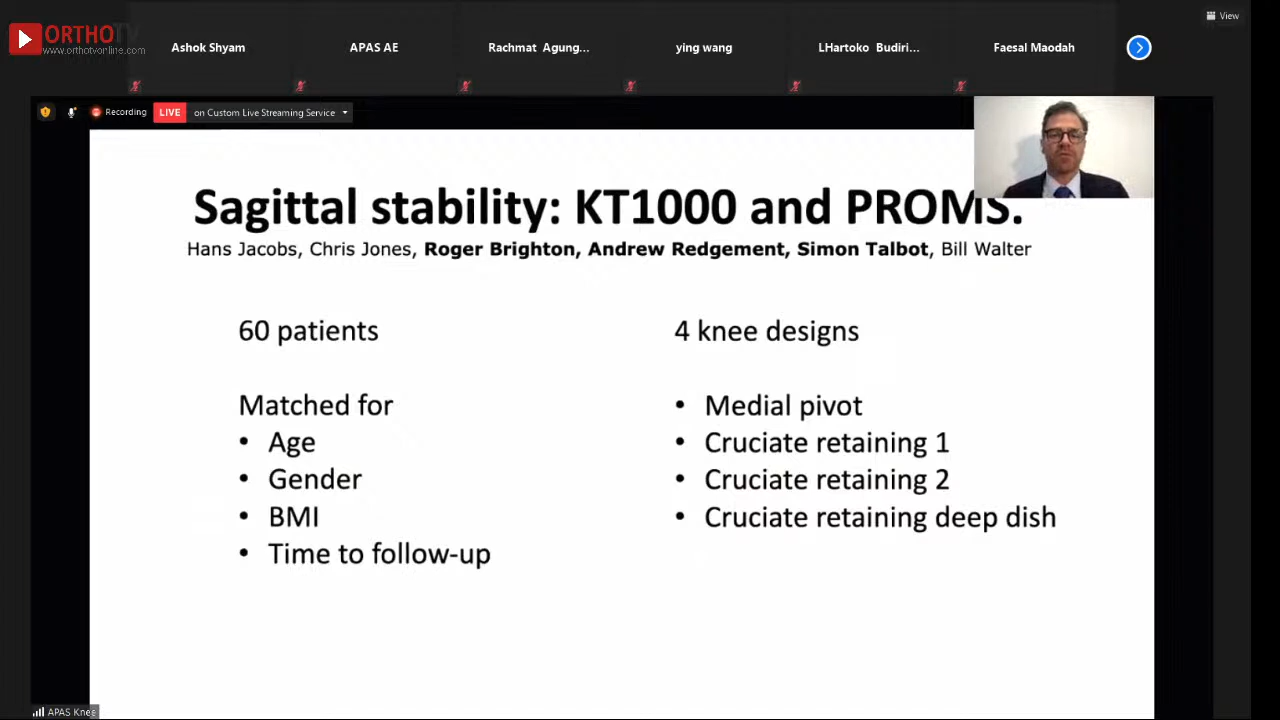 ORTHOTV
www.orthotvonline.com
Ashok Shyam
APAS AE
Rachmat Agung...
ying wang
LHartoko Budiri...
Faesal Maodah
View
Recording
LIVE
on Custom Live Streaming Service
Sagittal stability: KT1000 and PROMS.
Hans Jacobs, Chris Jones, Roger Brighton, Andrew Redgement, Simon Talbot, Bill Walter
60 patients
Matched for
• Age
• Gender
• BMI
• Time to follow-up
4 knee designs
• Medial pivot
• Cruciate retaining 1
• Cruciate retaining 2
• Cruciate retaining deep dish
APAS Knee